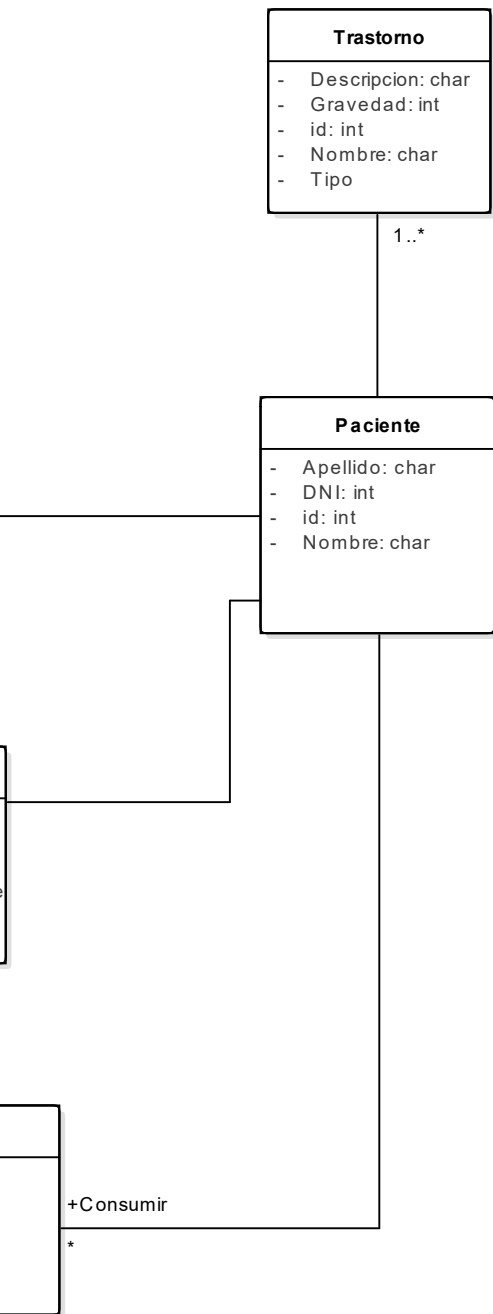 Trastorno
- Descripcion: char
- Gravedad: int
- id: int
- Nombre: char
- Tipo
1..*
Paciente
- Apellido: char
- DNI: int
- id: int
- Nombre: char
e
+Consumir
*